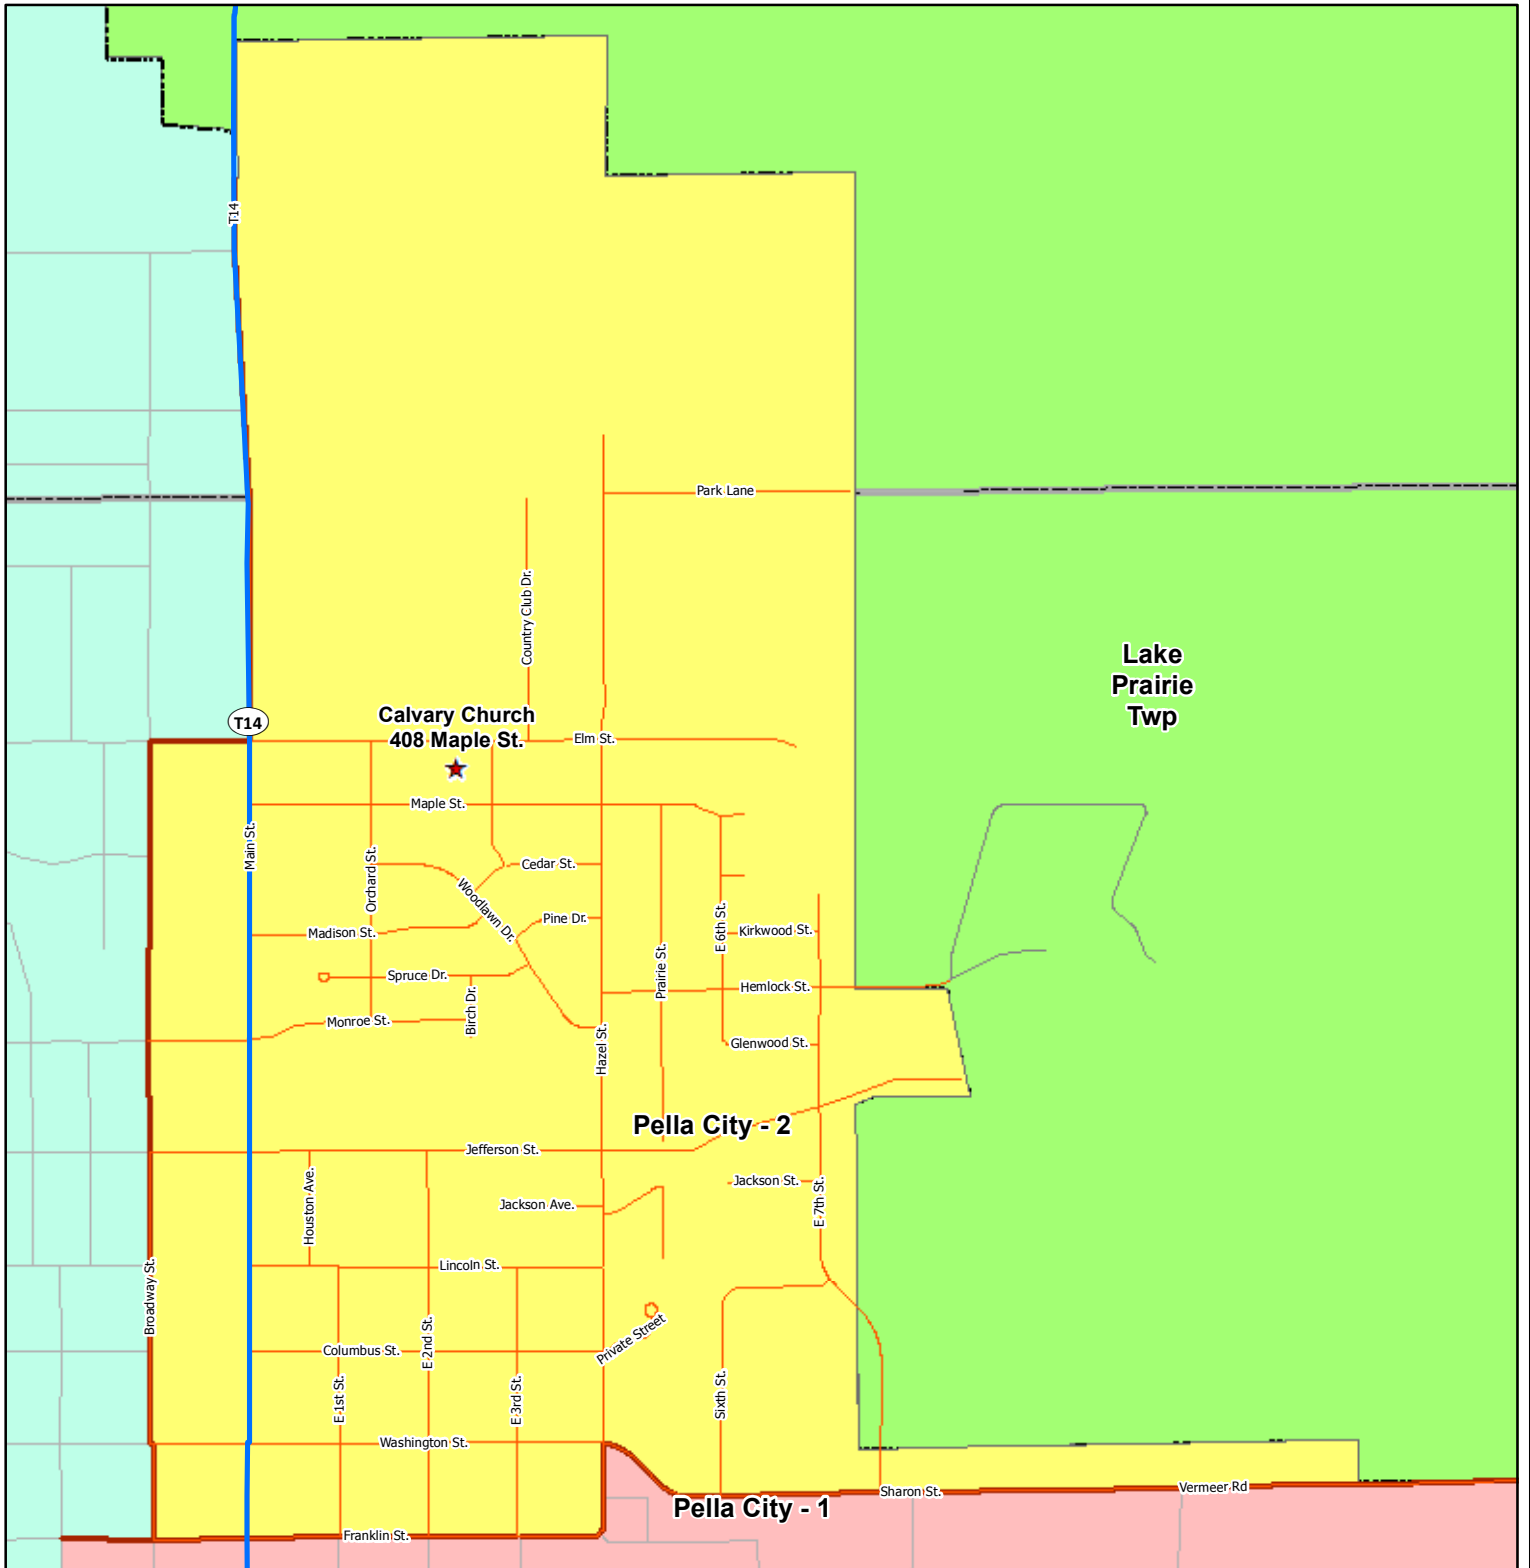 T14
Park Lane
Country Club Dr.
Lake
Prairie
Twp
Calvary Church
408 Maple St.
T14
Elm St.
Maple St.
Main St.
Orchard St.
Cedar St.
Woodlawn Dr.
Pine Dr.
E 6th St.
Kirkwood St.
Madison St.
Prairie St.
Spruce Dr.
Hemlock St.
Birch Dr.
Monroe St.
Hazel St.
Glenwood St.
Pella City - 2
Jefferson St.
Houston Ave.
Jackson St.
Jackson Ave.
E 7th St.
Lincoln St.
Broadway St.
Private Street
E 2nd St.
Columbus St.
E 1st St.
E 3rd St.
Sixth St.
Washington St.
Vermeer Rd
Sharon St.
Pella City - 1
Franklin St.